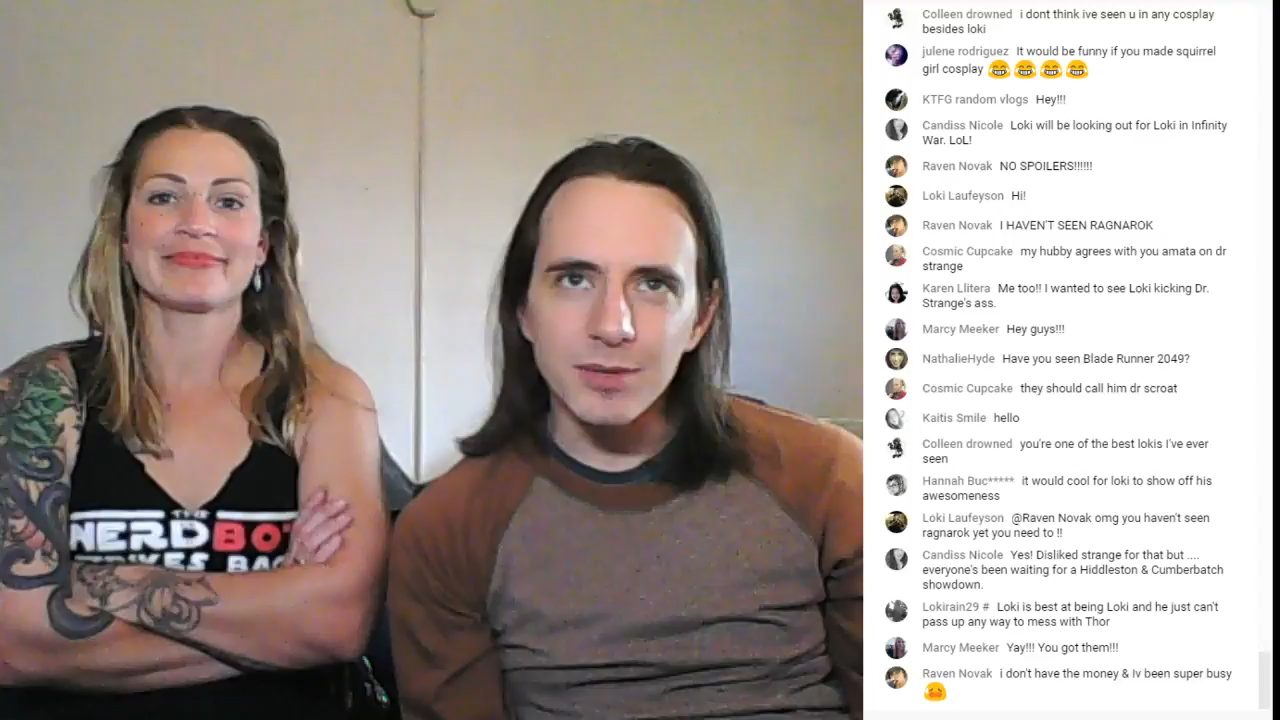 THE
NERDBOT
STRIKES BACK
Colleen drowned i dont think ive seen u in any cosplay
besides loki
julene rodriguez It would be funny if you made squirrel
girl cosplay 😂 😂 😂 😂
KTFG random vlogs Hey!!!
Candiss Nicole Loki will be looking out for Loki in Infinity
War. LoL!
Raven Novak NO SPOILERS!!!!!!
Loki Laufeyson Hi!
Raven Novak I HAVEN'T SEEN RAGNAROK
Cosmic Cupcake my hubby agrees with you amata on dr
strange
Karen Llitera Me too!! I wanted to see Loki kicking Dr.
Strange's ass.
Marcy Meeker Hey guys!!!
NathalieHyde Have you seen Blade Runner 2049?
Cosmic Cupcake they should call him dr scroat
Kaitis Smile hello
Colleen drowned you're one of the best lokis I've ever
seen
Hannah Buc***** it would cool for loki to show off his
awesomeness
Loki Laufeyson @Raven Novak omg you haven't seen
ragnarok yet you need to !!
Candiss Nicole Yes! Disliked strange for that but ....
everyone's been waiting for a Hiddleston & Cumberbatch
showdown.
Lokirain29 # Loki is best at being Loki and he just can't
pass up any way to mess with Thor
Marcy Meeker Yay!!! You got them!!!
Raven Novak i don't have the money & Iv been super busy
😩